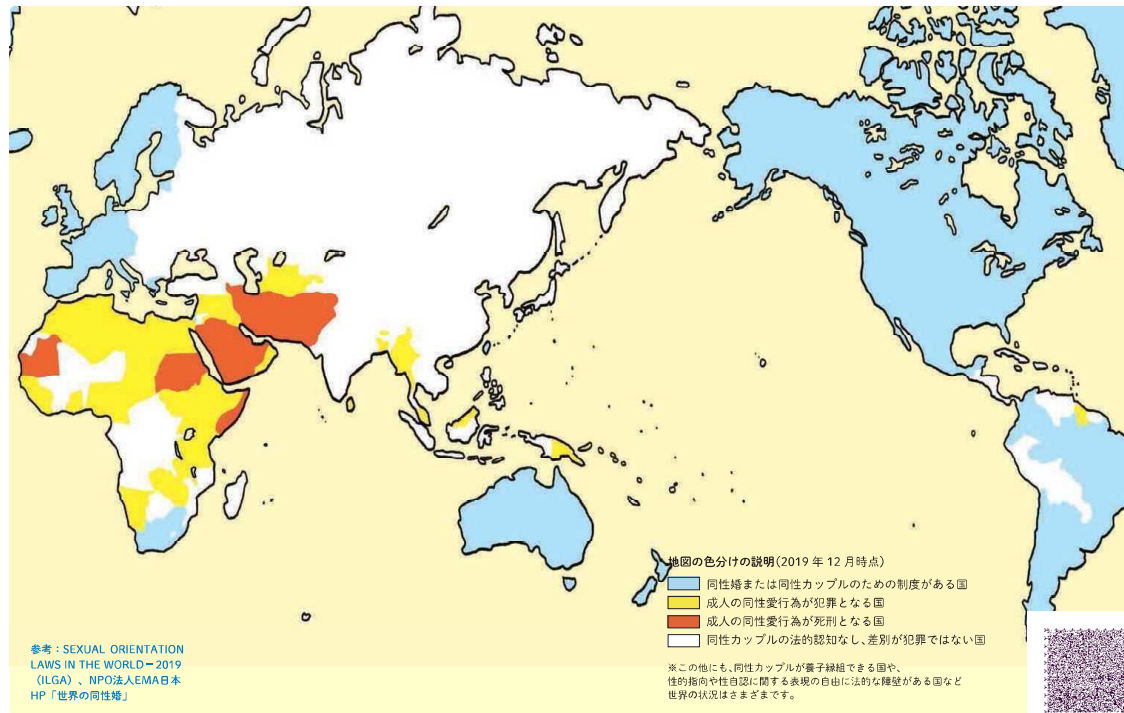 地図の色分けの説明(2019年12月時点)
同性婚または同性カップルのための制度がある国
成人の同性愛行為が犯罪となる国
成人の同性愛行為が死刑となる国
同性カップルの法的認知なし、差別が犯罪ではない国
※この他にも、同性カップルが養子縁組できる国や、
性的指向や性自認に関する表現の自由に法的な障壁がある国など
世界の状況はさまざまです。
参考：SEXUAL ORIENTATION
LAWS IN THE WORLD－2019
（ILGA）、NPO法人EMA日本
HP「世界の同性婚」